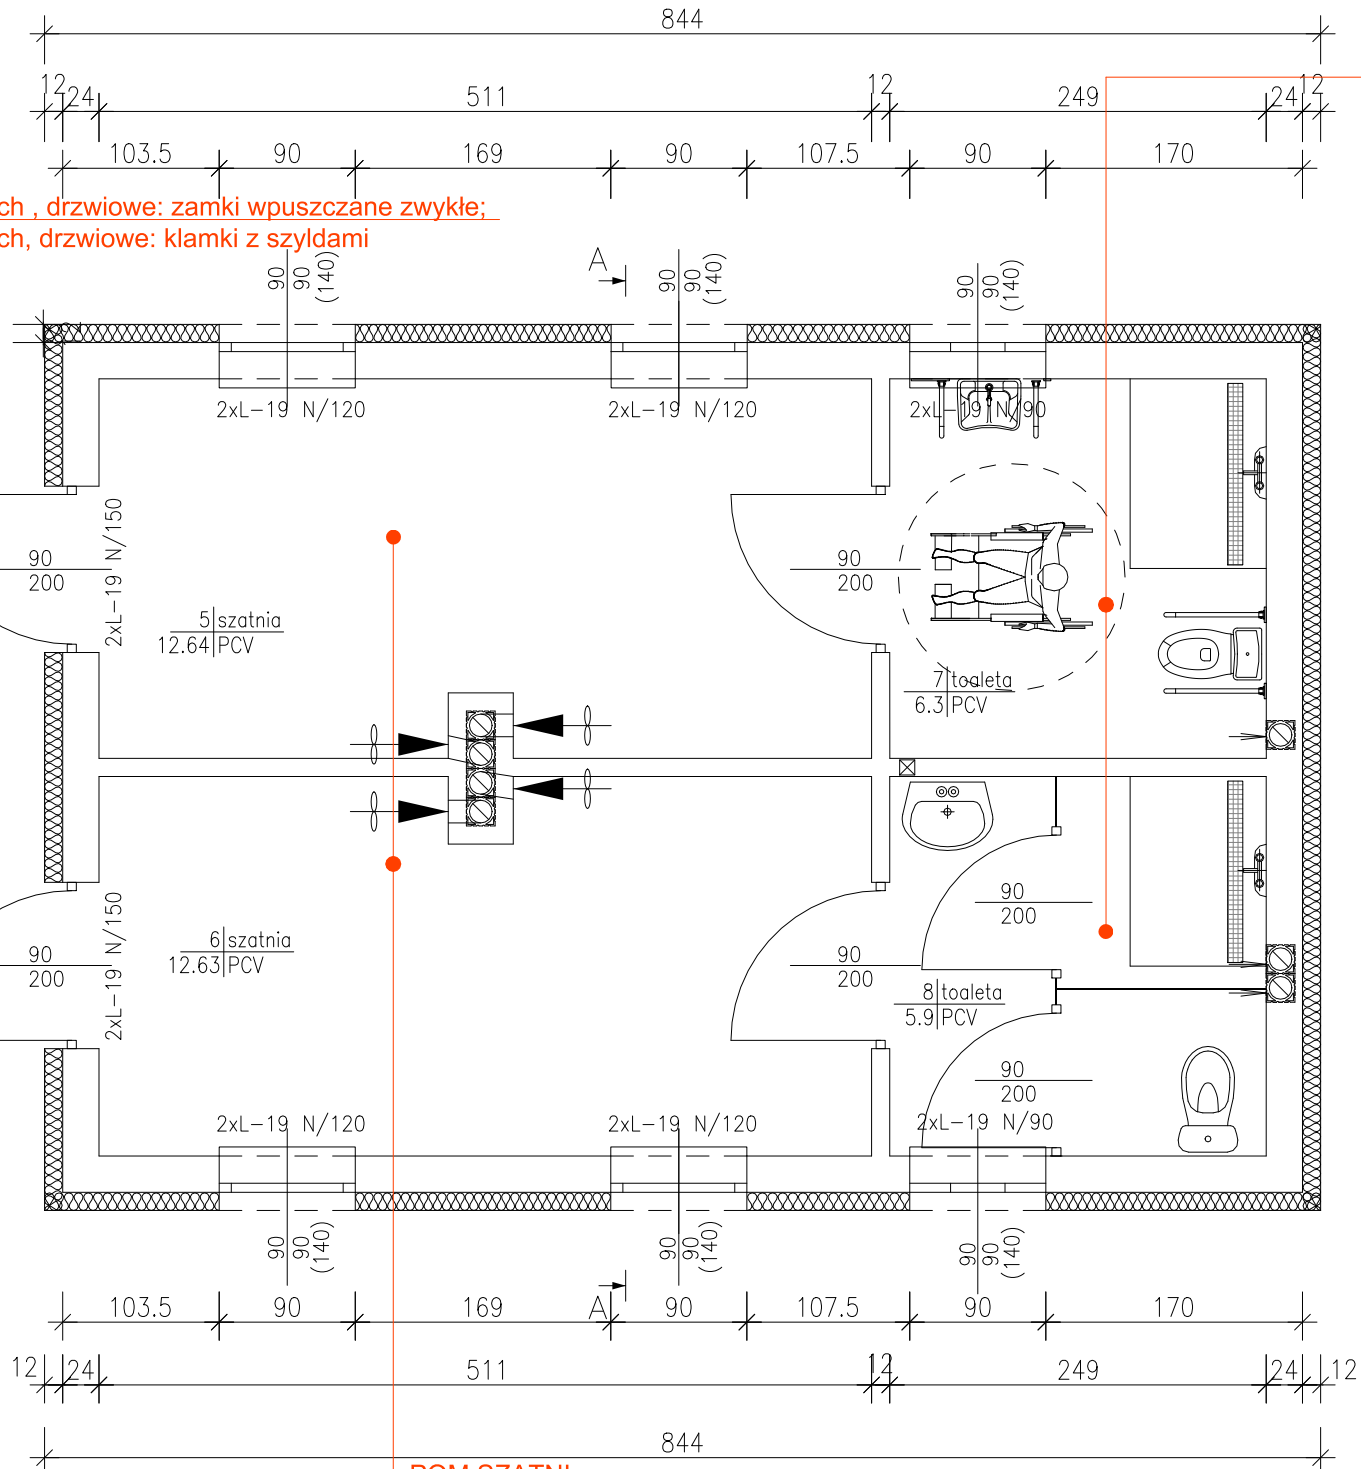 844
12 24 511 12 249 24 12
103.5 90 169 90 107.5 90 170
ch , drzwiowe: zamki wpuszczane zwykłe;
ch, drzwiowe: klamki z szyldami
A
90 90 (140)
90 90 (140)
90 90 (140)
2xL-19 N/120
2xL-19 N/120
2xL-19 N/90
2xL-19 N/150
90
200
90
200
5 szatnia
12.64 PCV
7 toaleta
6.3 PCV
2xL-19 N/150
90
200
6 szatnia
12.63 PCV
90
200
90
200
8 toaleta
5.9 PCV
90
200
2xL-19 N/120
2xL-19 N/120
2xL-19 N/90
90 90 (140)
90 90 (140)
90 90 (140)
A
103.5 90 169 90 107.5 90 170
12 24 511 12 249 24 12
844